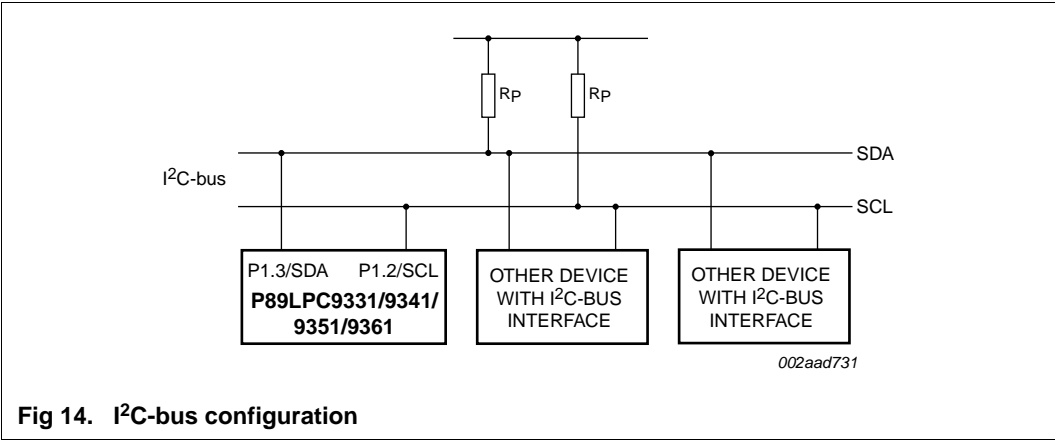 RP
RP
SDA
I2C-bus
SCL
P1.3/SDA P1.2/SCL
P89LPC9331/9341/
9351/9361
OTHER DEVICE
WITH I2C-BUS
INTERFACE
OTHER DEVICE
WITH I2C-BUS
INTERFACE
002aad731
Fig 14. I2C-bus configuration